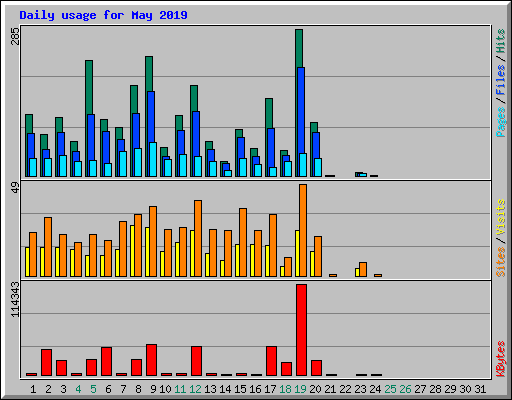 Daily usage for May 2019
285
Pages / Files / Hits
49
Sites / Visits
114343
KBytes
1 2 3 4 5 6 7 8 9 10 11 12 13 14 15 16 17 18 19 20 21 22 23 24 25 26 27 28 29 30 31